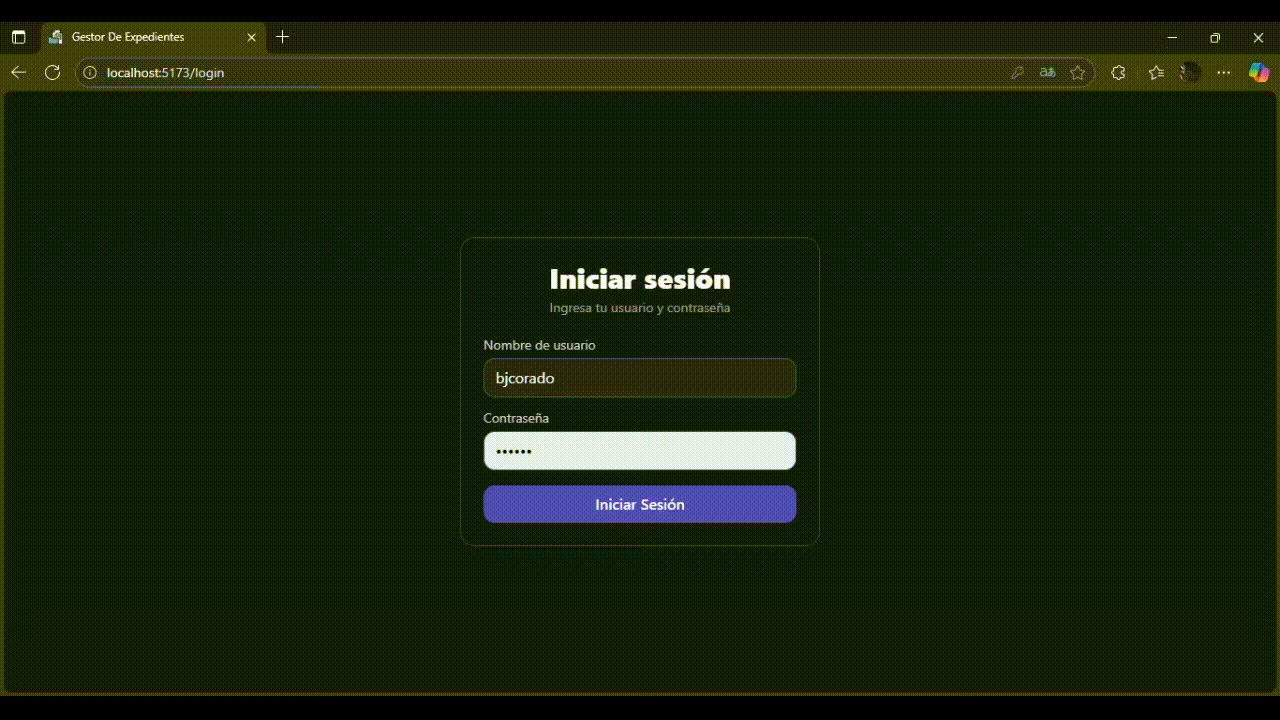 Gestor De Expedientes
localhost:5173/login
Iniciar sesión
Ingresa tu usuario y contraseña
Nombre de usuario
bjcorado
Contraseña
••••••
Iniciar Sesión